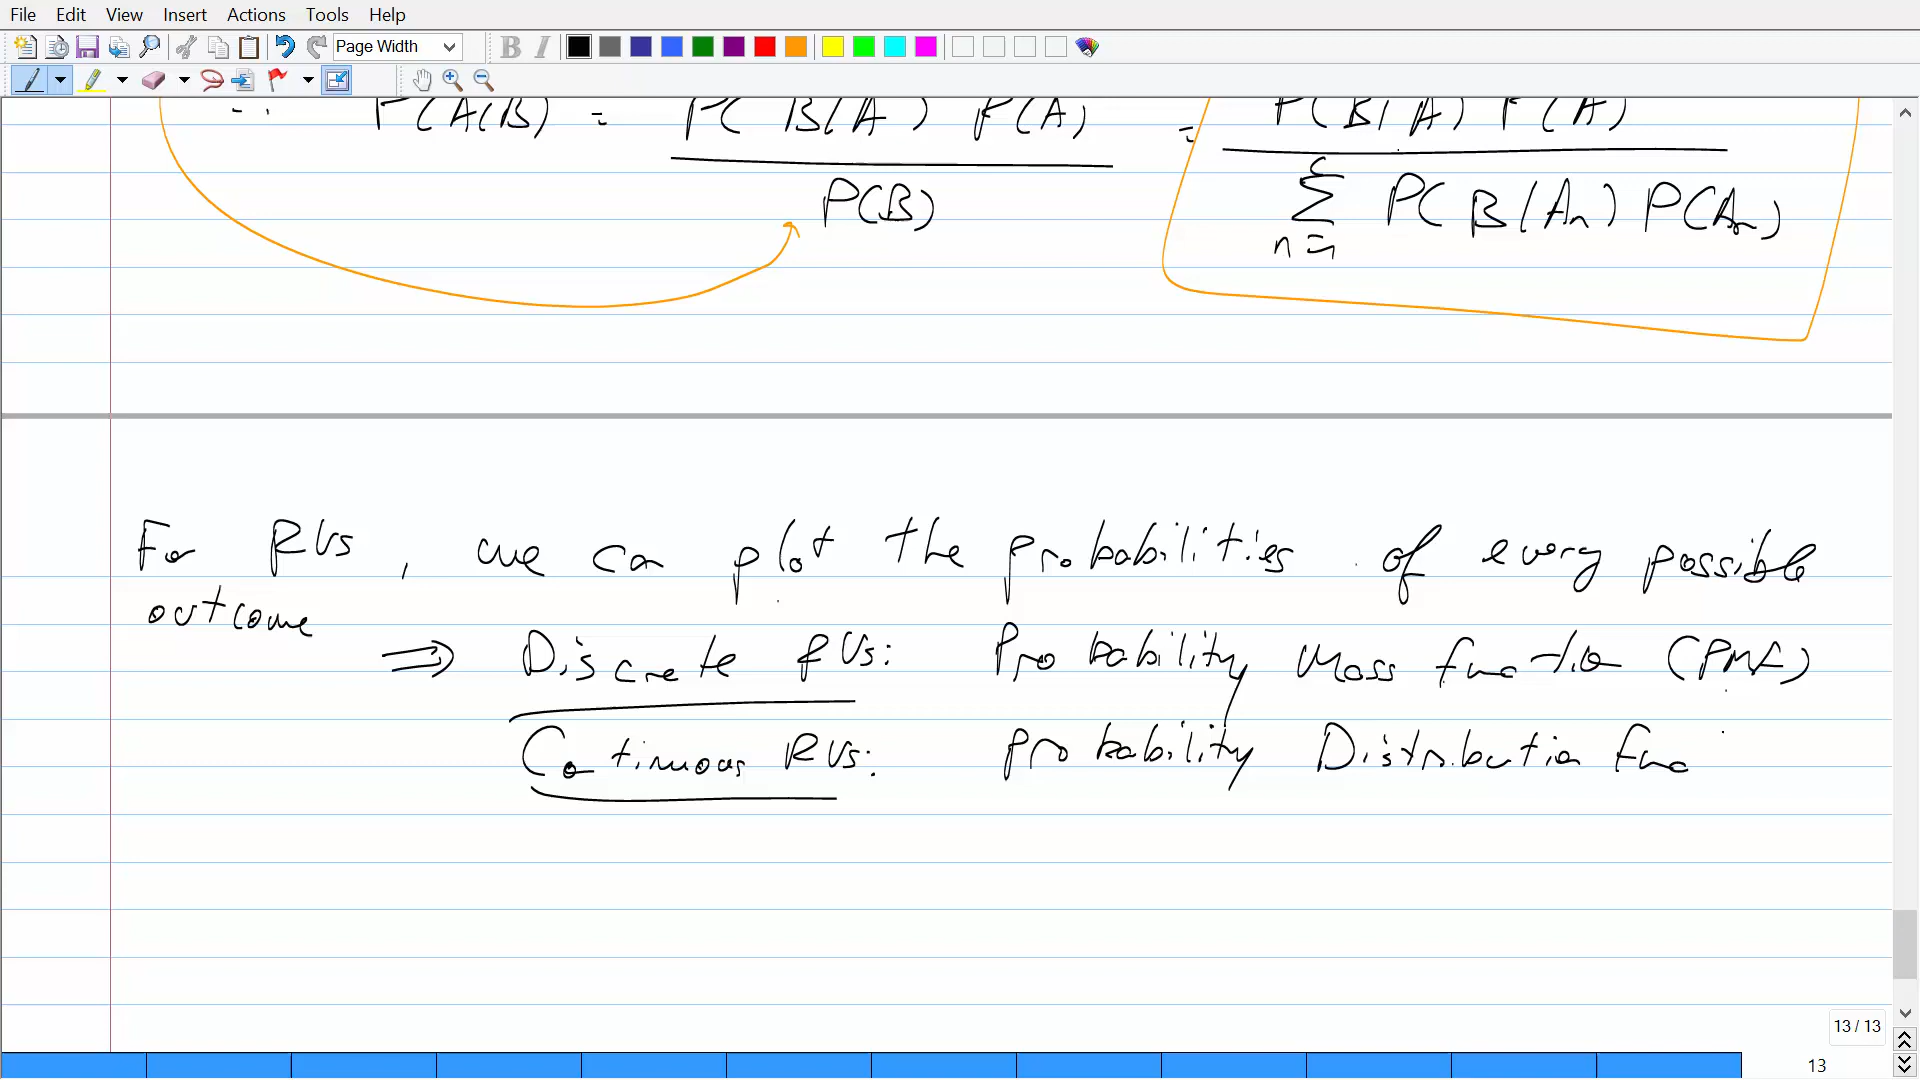 File Edit View Insert Actions Tools Help
Page Width B I
∴ P(A|B) = P(B|A) P(A) = P(B|A) P(A)
P(B) Σ P(B|An) P(An)
n=1
For RVs, we can plot the probabilities of every possible
outcome
⇒ Discrete RVs: Probability Mass Function (PMF)
Continuous RVs: Probability Distribution Func
13 / 13
13